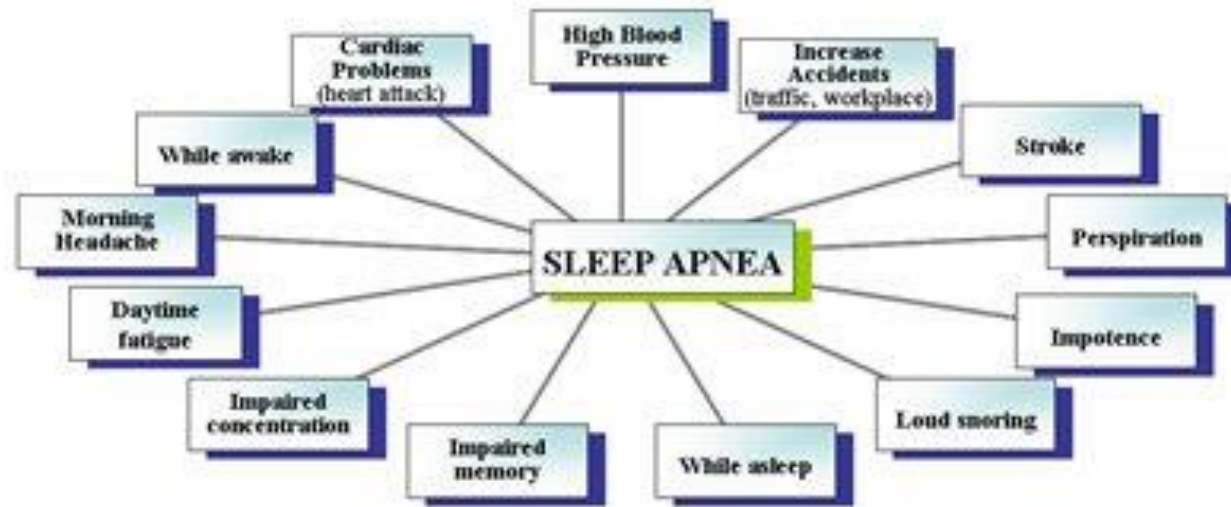 High Blood
Pressure
Cardiac
Problems
(heart attack)
Increase
Accidents
(traffic, workplace)
While awake
Stroke
Morning
Headache
Perspiration
SLEEP APNEA
Daytime
fatigue
Impotence
Impaired
concentration
Loud snoring
Impaired
memory
While asleep